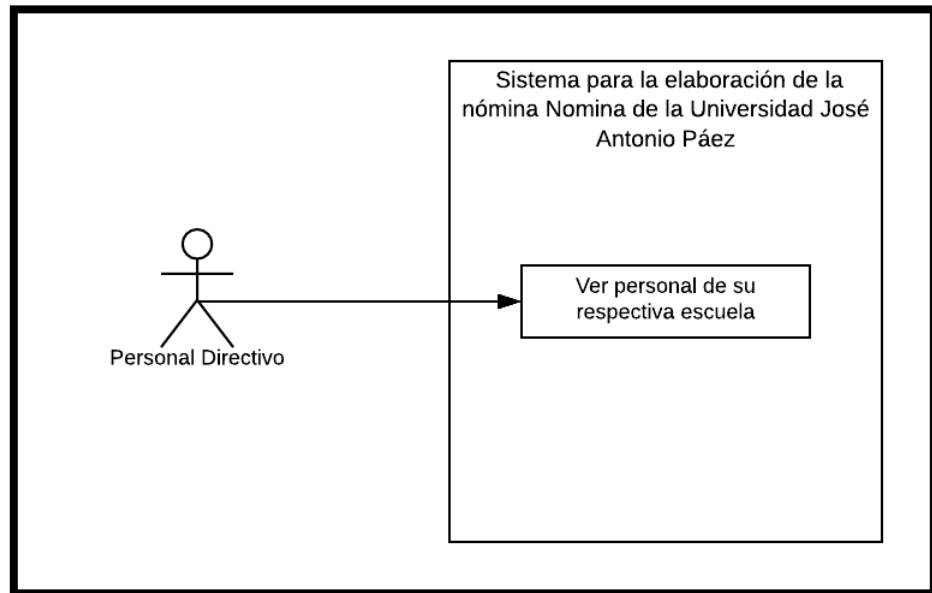 Sistema para la elaboración de la
nómina Nomina de la Universidad José
Antonio Páez
Ver personal de su
respectiva escuela
Personal Directivo